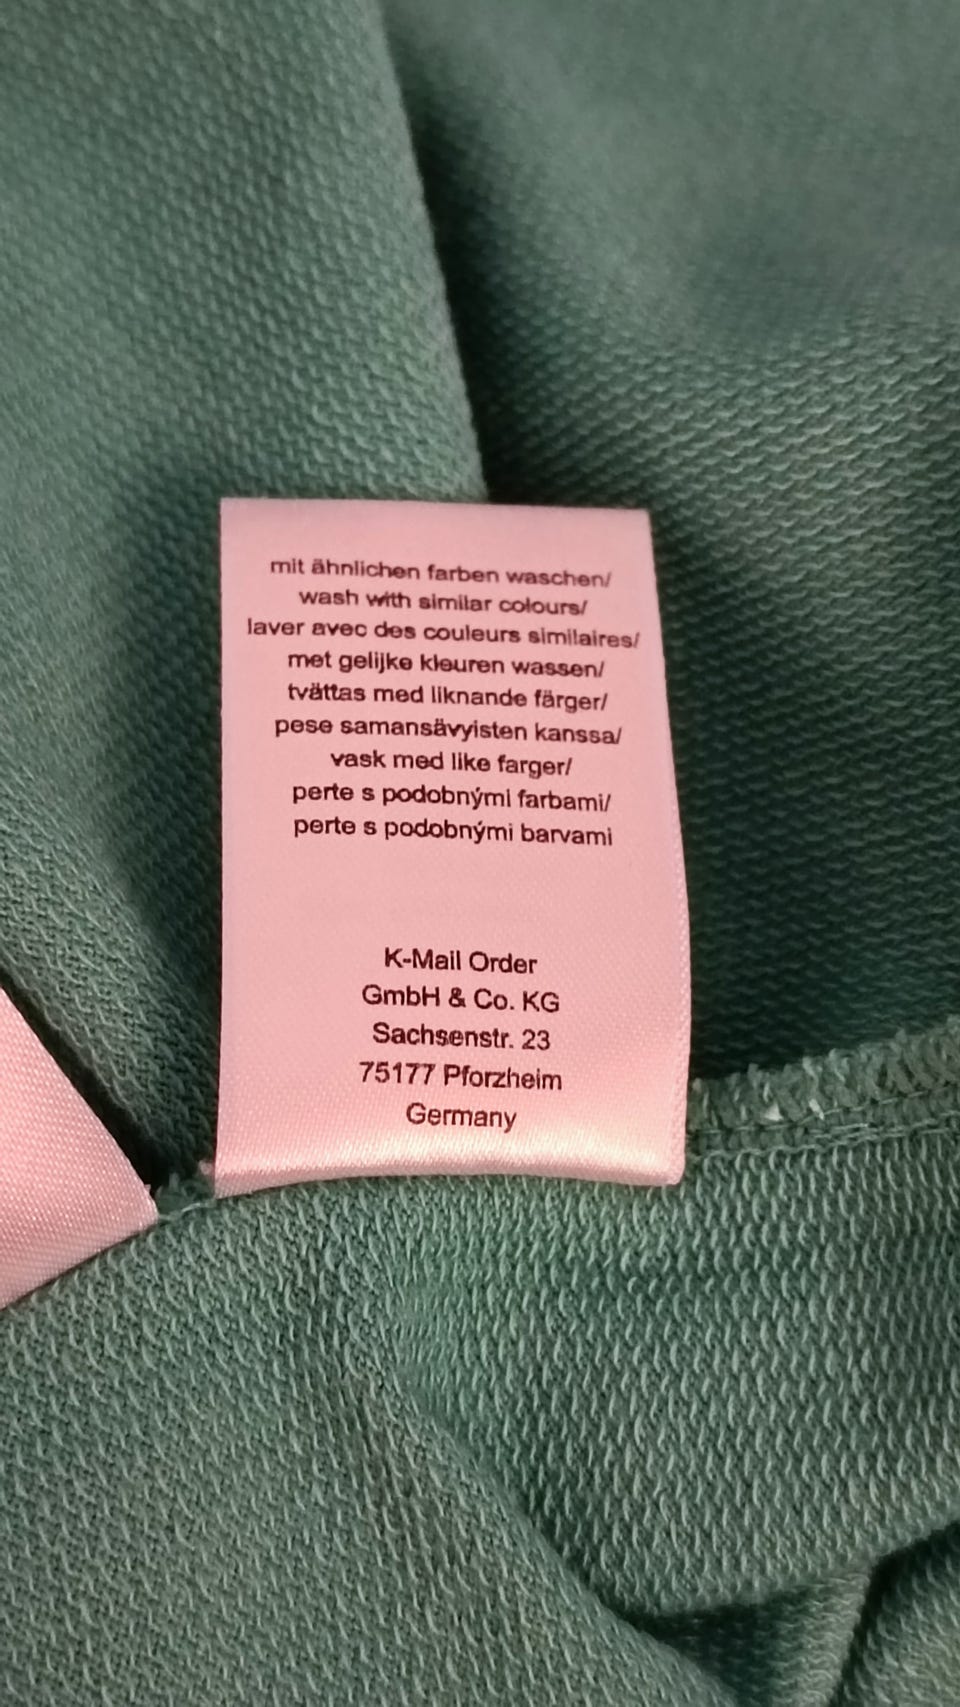 mit ähnlichen farben waschen/
wash with similar colours/
laver avec des couleurs similaires/
met gelijke kleuren wassen/
tvättas med liknande färger/
pese samansävyisten kanssa/
vask med like farger/
perte s podobnými farbami/
perte s podobnými barvami
K-Mail Order
GmbH & Co. KG
Sachsenstr. 23
75177 Pforzheim
Germany